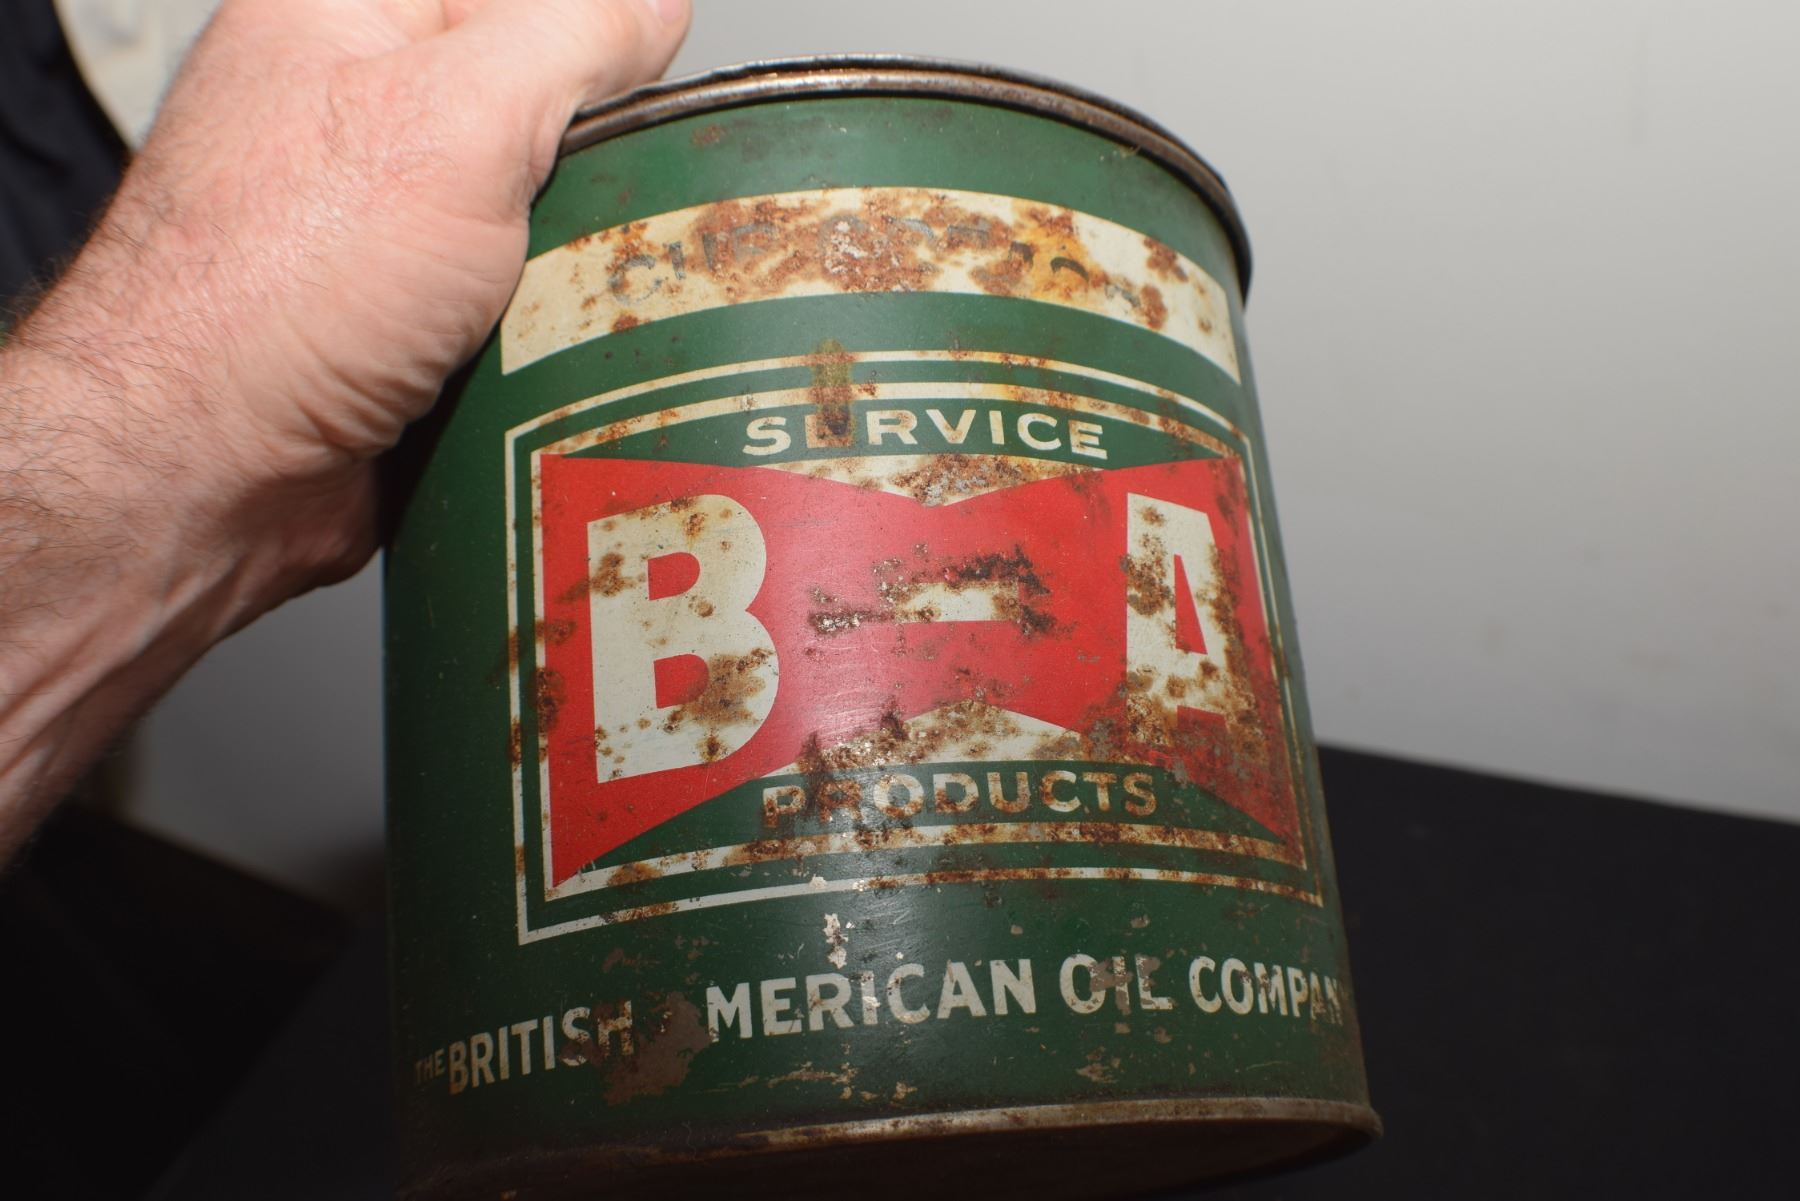 SERVICE
B-A
PRODUCTS
THE BRITISH MERICAN OIL COMPAN